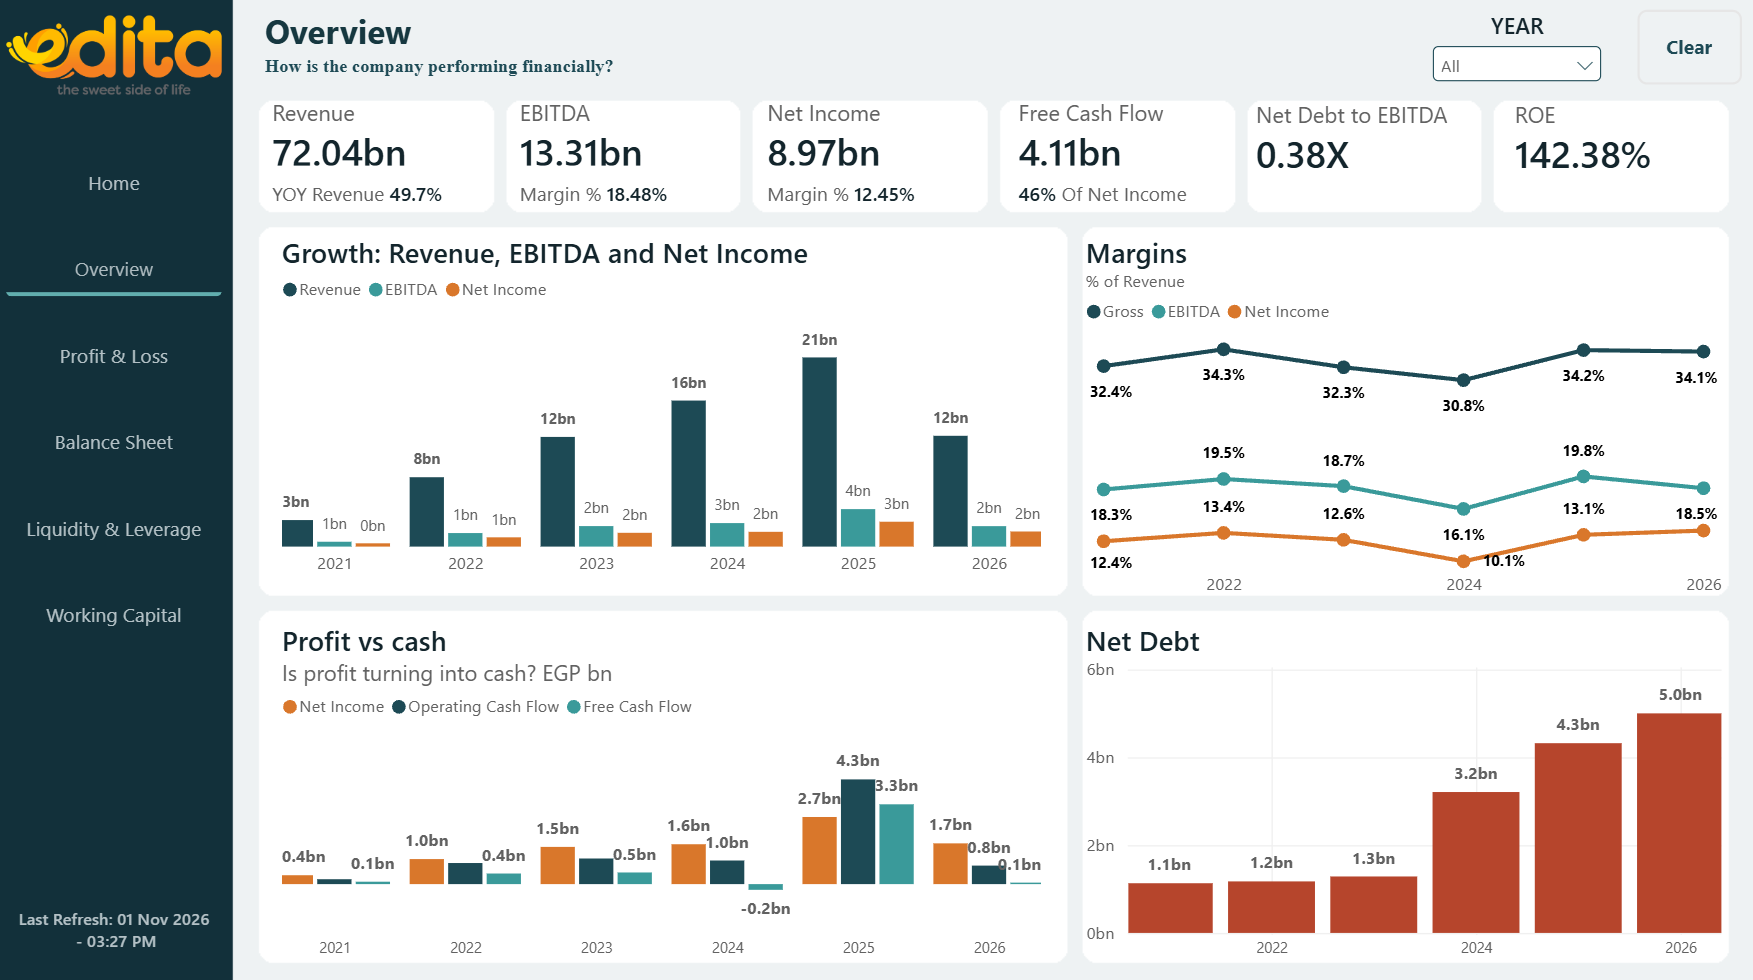 edita
the sweet side of life
Home
Overview
Profit & Loss
Balance Sheet
Liquidity & Leverage
Working Capital
Last Refresh: 01 Nov 2026
- 03:27 PM
Overview
How is the company performing financially?
YEAR
All
Clear
Revenue
72.04bn
YOY Revenue 49.7%
EBITDA
13.31bn
Margin % 18.48%
Net Income
8.97bn
Margin % 12.45%
Free Cash Flow
4.11bn
46% Of Net Income
Net Debt to EBITDA
0.38X
ROE
142.38%
Growth: Revenue, EBITDA and Net Income
Revenue EBITDA Net Income
3bn 1bn 0bn
8bn 1bn 1bn
12bn 2bn 2bn
16bn 3bn 2bn
21bn 4bn 3bn
12bn 2bn 2bn
2021 2022 2023 2024 2025 2026
Margins
% of Revenue
Gross EBITDA Net Income
32.4% 34.3% 32.3% 30.8% 34.2% 34.1%
18.3% 19.5% 18.7% 16.1% 19.8% 18.5%
12.4% 13.4% 12.6% 10.1% 13.1%
2022 2024 2026
Profit vs cash
Is profit turning into cash? EGP bn
Net Income Operating Cash Flow Free Cash Flow
0.4bn 0.1bn
1.0bn 0.4bn
1.5bn 0.5bn
1.6bn 1.0bn -0.2bn
2.7bn 4.3bn 3.3bn
1.7bn 0.8bn 0.1bn
2021 2022 2023 2024 2025 2026
Net Debt
6bn
4bn
2bn
0bn
1.1bn 1.2bn 1.3bn 3.2bn 4.3bn 5.0bn
2022 2024 2026